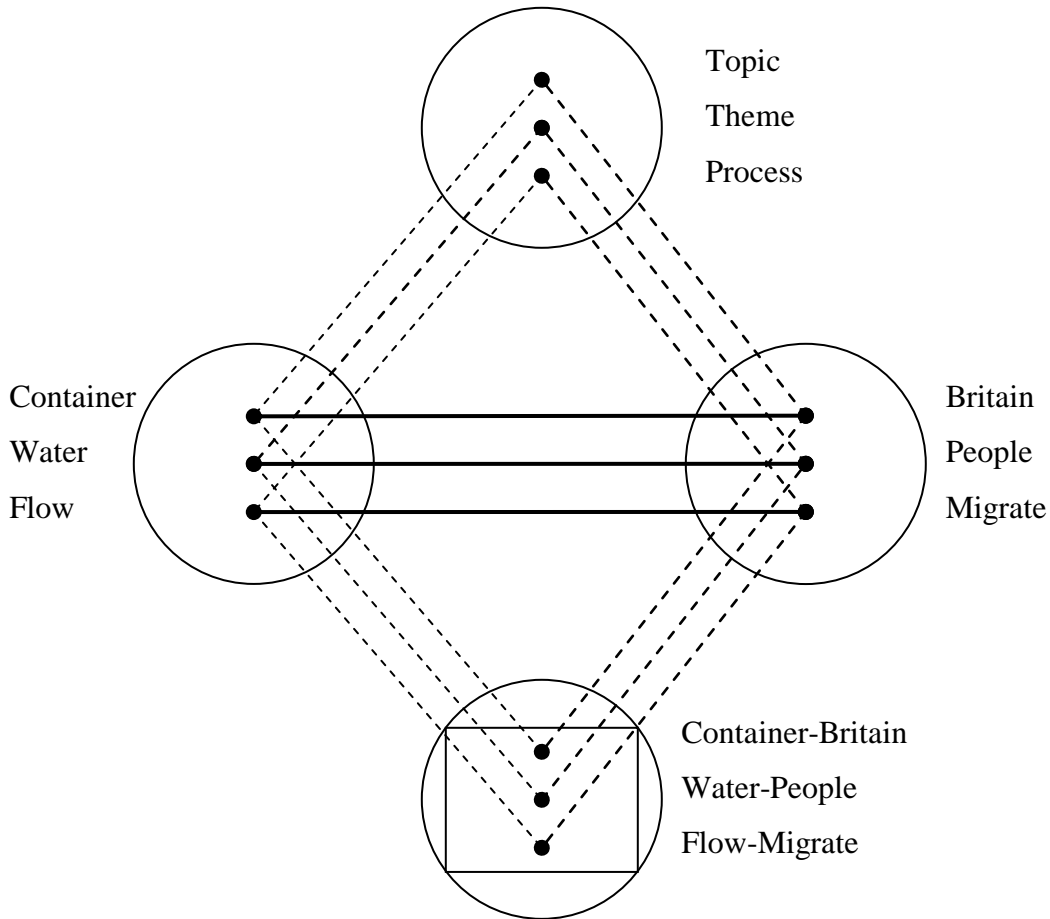 Topic
Theme
Process
Container
Water
Flow
Britain
People
Migrate
Container-Britain
Water-People
Flow-Migrate